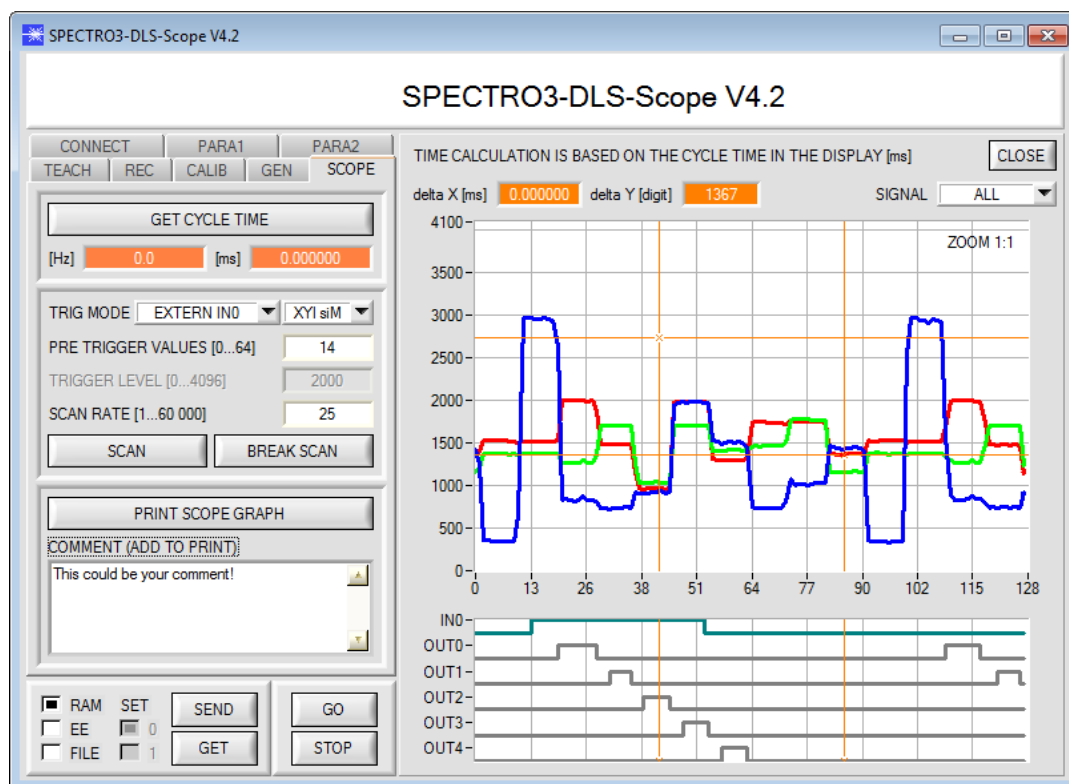 SPECTRO3-DLS-Scope V4.2
SPECTRO3-DLS-Scope V4.2
CONNECT PARA1 PARA2
TEACH REC CALIB GEN SCOPE
GET CYCLE TIME
[Hz] 0.0 [ms] 0.000000
TRIG MODE EXTERN IN0 XYI siM
PRE TRIGGER VALUES [0...64] 14
TRIGGER LEVEL [0...4096] 2000
SCAN RATE [1...60 000] 25
SCAN BREAK SCAN
PRINT SCOPE GRAPH
COMMENT (ADD TO PRINT)
This could be your comment!
RAM SET SEND GO
EE 0
FILE 1 GET STOP
TIME CALCULATION IS BASED ON THE CYCLE TIME IN THE DISPLAY [ms] CLOSE
delta X [ms] 0.000000 delta Y [digit] 1367 SIGNAL ALL
ZOOM 1:1
4100
3500
3000
2500
2000
1500
1000
500
0
0 13 26 38 51 64 77 90 102 115 128
IN0
OUT0
OUT1
OUT2
OUT3
OUT4